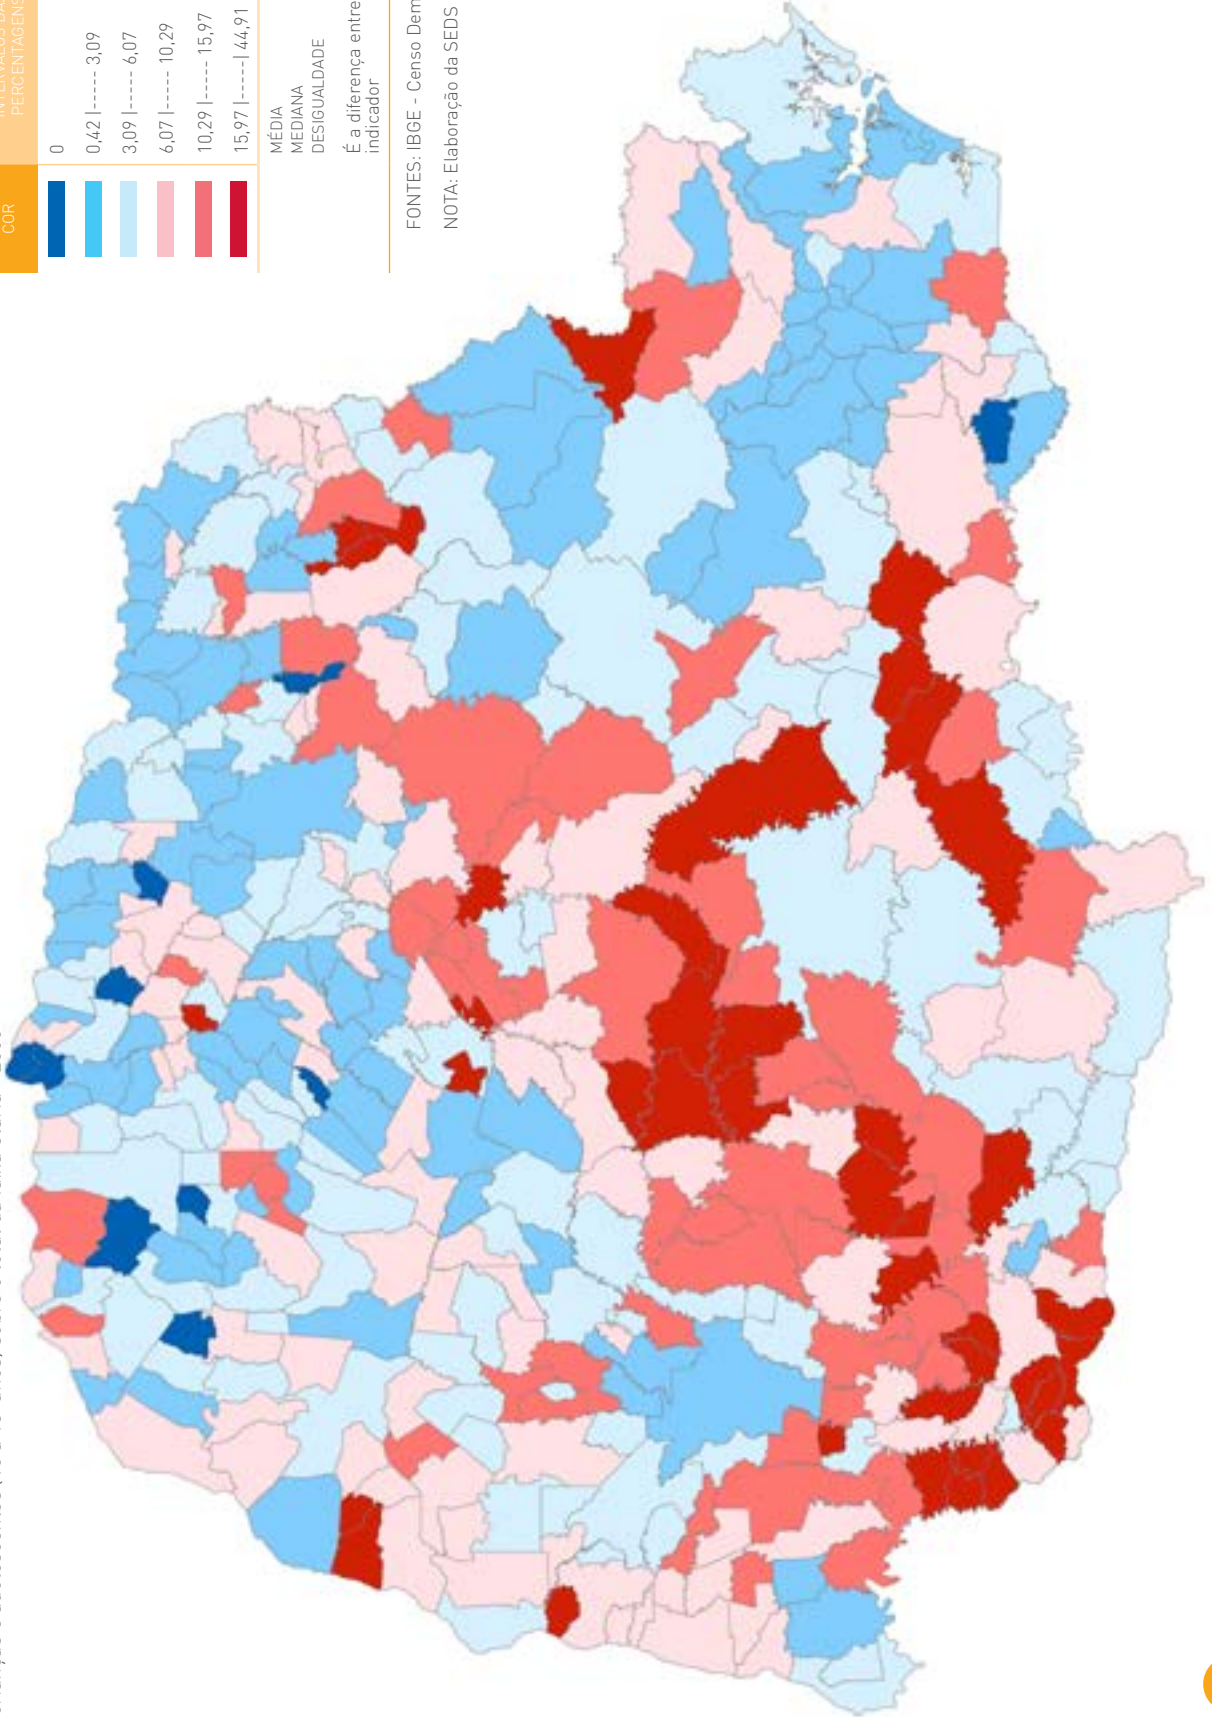 COR
PERCENTAGENS
0
0,42 |----- 3,09
3,09 |----- 6,07
6,07 |----- 10,29
10,29 |----- 15,97
15,97 |-----| 44,91
MÉDIA
MEDIANA
DESIGUALDADE
É a diferença entre
indicador
FONTES: IBGE - Censo Dem
NOTA: Elaboração da SEDS